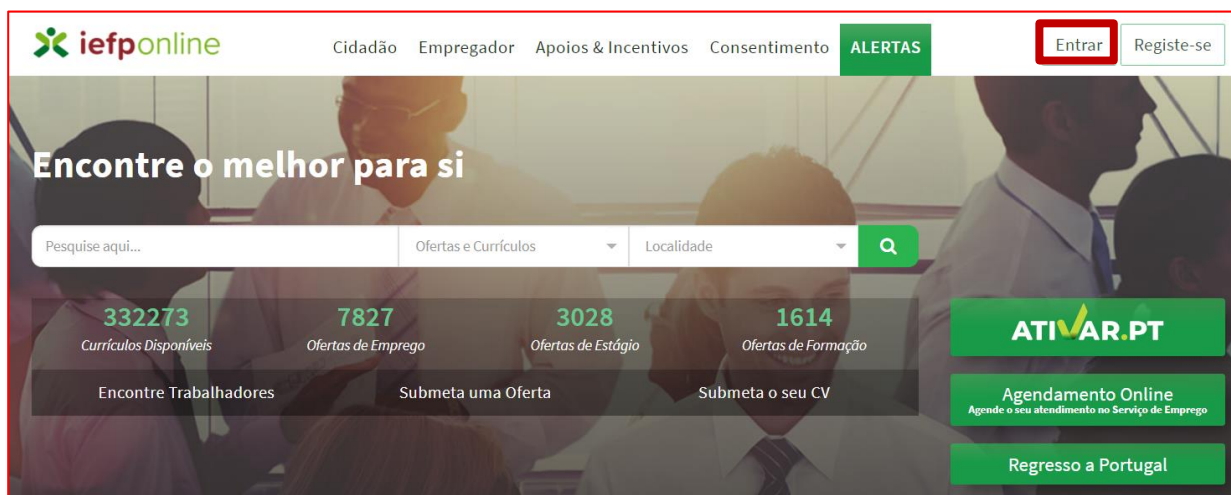 iefponline
Cidadão Empregador Apoios & Incentivos Consentimento ALERTAS Entrar Registe-se
Encontre o melhor para si
Pesquise aqui... Ofertas e Currículos Localidade
332273 7827 3028 1614
Currículos Disponíveis Ofertas de Emprego Ofertas de Estágio Ofertas de Formação
Encontre Trabalhadores Submeta uma Oferta Submeta o seu CV
ATIVAR.PT
Agendamento Online
Agende o seu atendimento no Serviço de Emprego
Regresso a Portugal